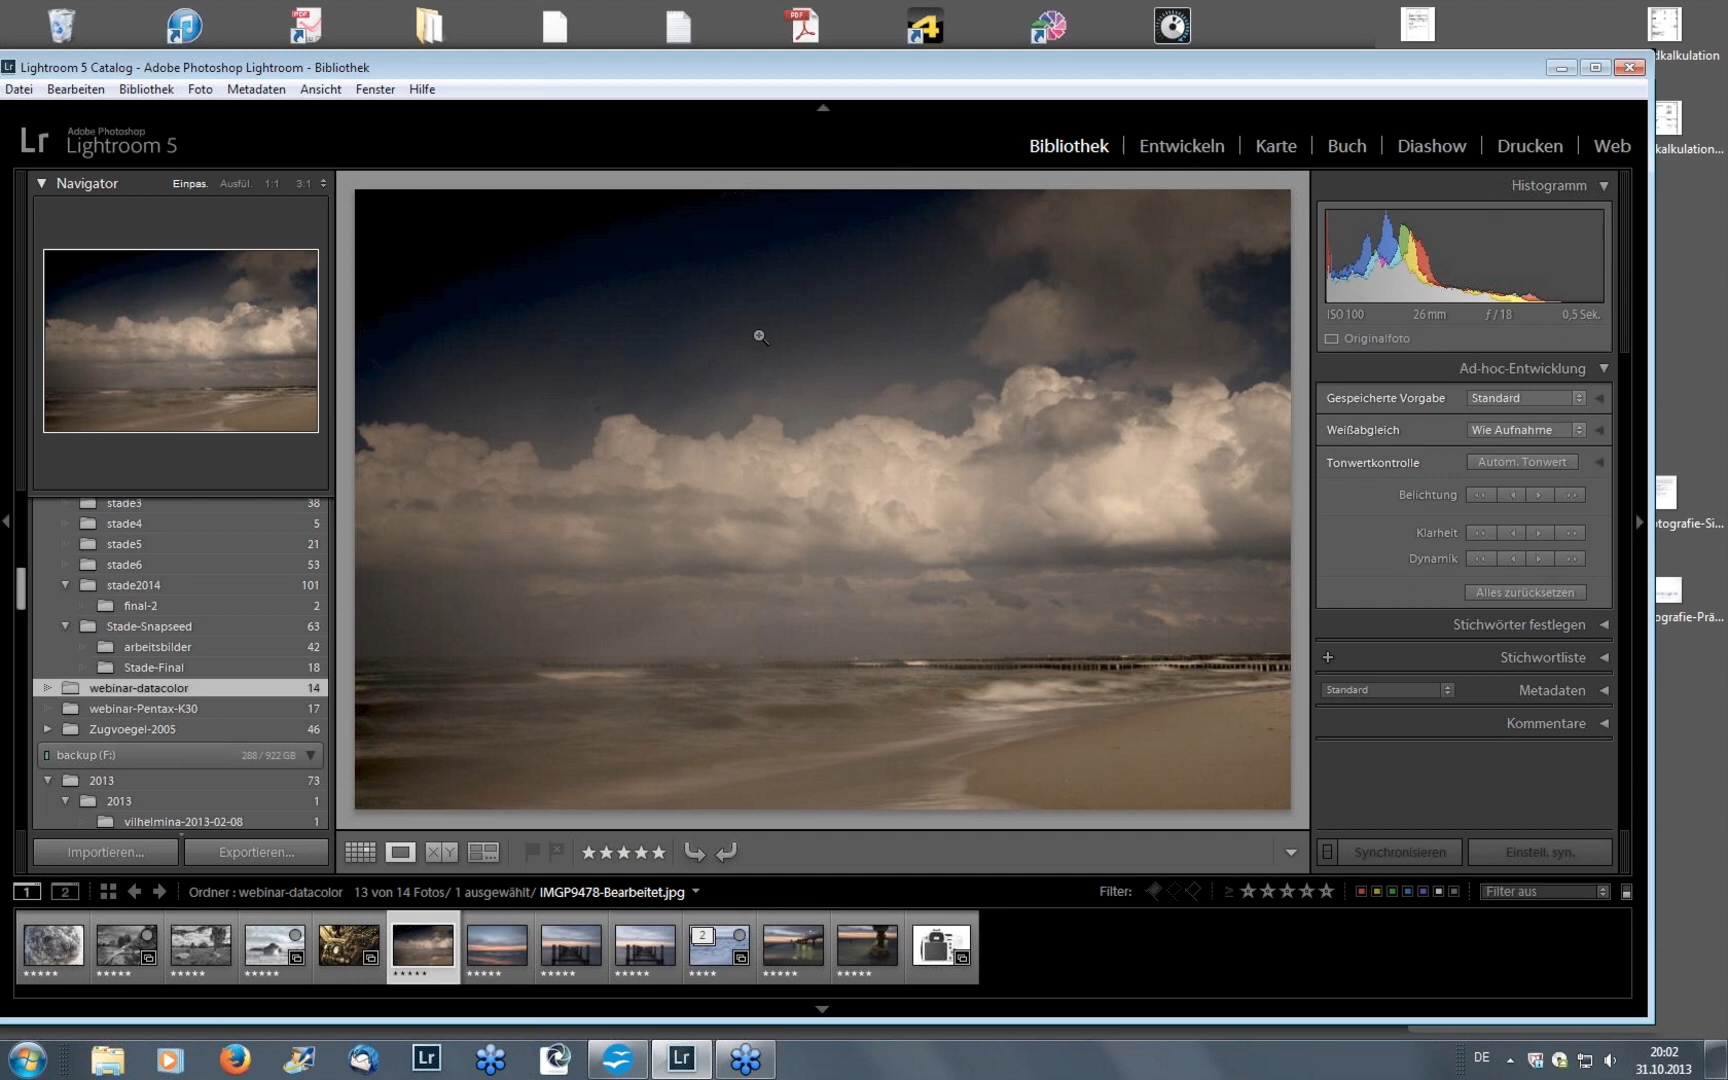 dkalkulation
Lightroom 5 Catalog - Adobe Photoshop Lightroom - Bibliothek
Datei Bearbeiten Bibliothek Foto Metadaten Ansicht Fenster Hilfe
Lr Adobe Photoshop
Lightroom 5
Bibliothek Entwickeln Karte Buch Diashow Drucken Web
kalkulation...
Navigator Einpas. Ausfül. 1:1 3:1
Histogramm
ISO 100 26 mm ƒ / 18 0,5 Sek.
Originalfoto
Ad-hoc-Entwicklung
Gespeicherte Vorgabe Standard
Weißabgleich Wie Aufnahme
Tonwertkontrolle Autom. Tonwert
Belichtung
Klarheit
Dynamik
Alles zurücksetzen
Stichwörter festlegen
Stichwortliste
Standard Metadaten
Kommentare
otografie-Si...
ografie-Prä...
stade3 38
stade4 5
stade5 21
stade6 53
stade2014 101
final-2 2
Stade-Snapseed 63
arbeitsbilder 42
Stade-Final 18
webinar-datacolor 14
webinar-Pentax-K30 17
Zugvoegel-2005 46
backup (F:) 288 / 922 GB
2013 73
2013 1
vilhelmina-2013-02-08 1
Importieren... Exportieren...
X Y
Synchronisieren Einstell. syn.
1 2 Ordner : webinar-datacolor 13 von 14 Fotos/ 1 ausgewählt/ IMGP9478-Bearbeitet.jpg
Filter: ≥ Filter aus
2
Lr Lr
DE
20:02
31.10.2013